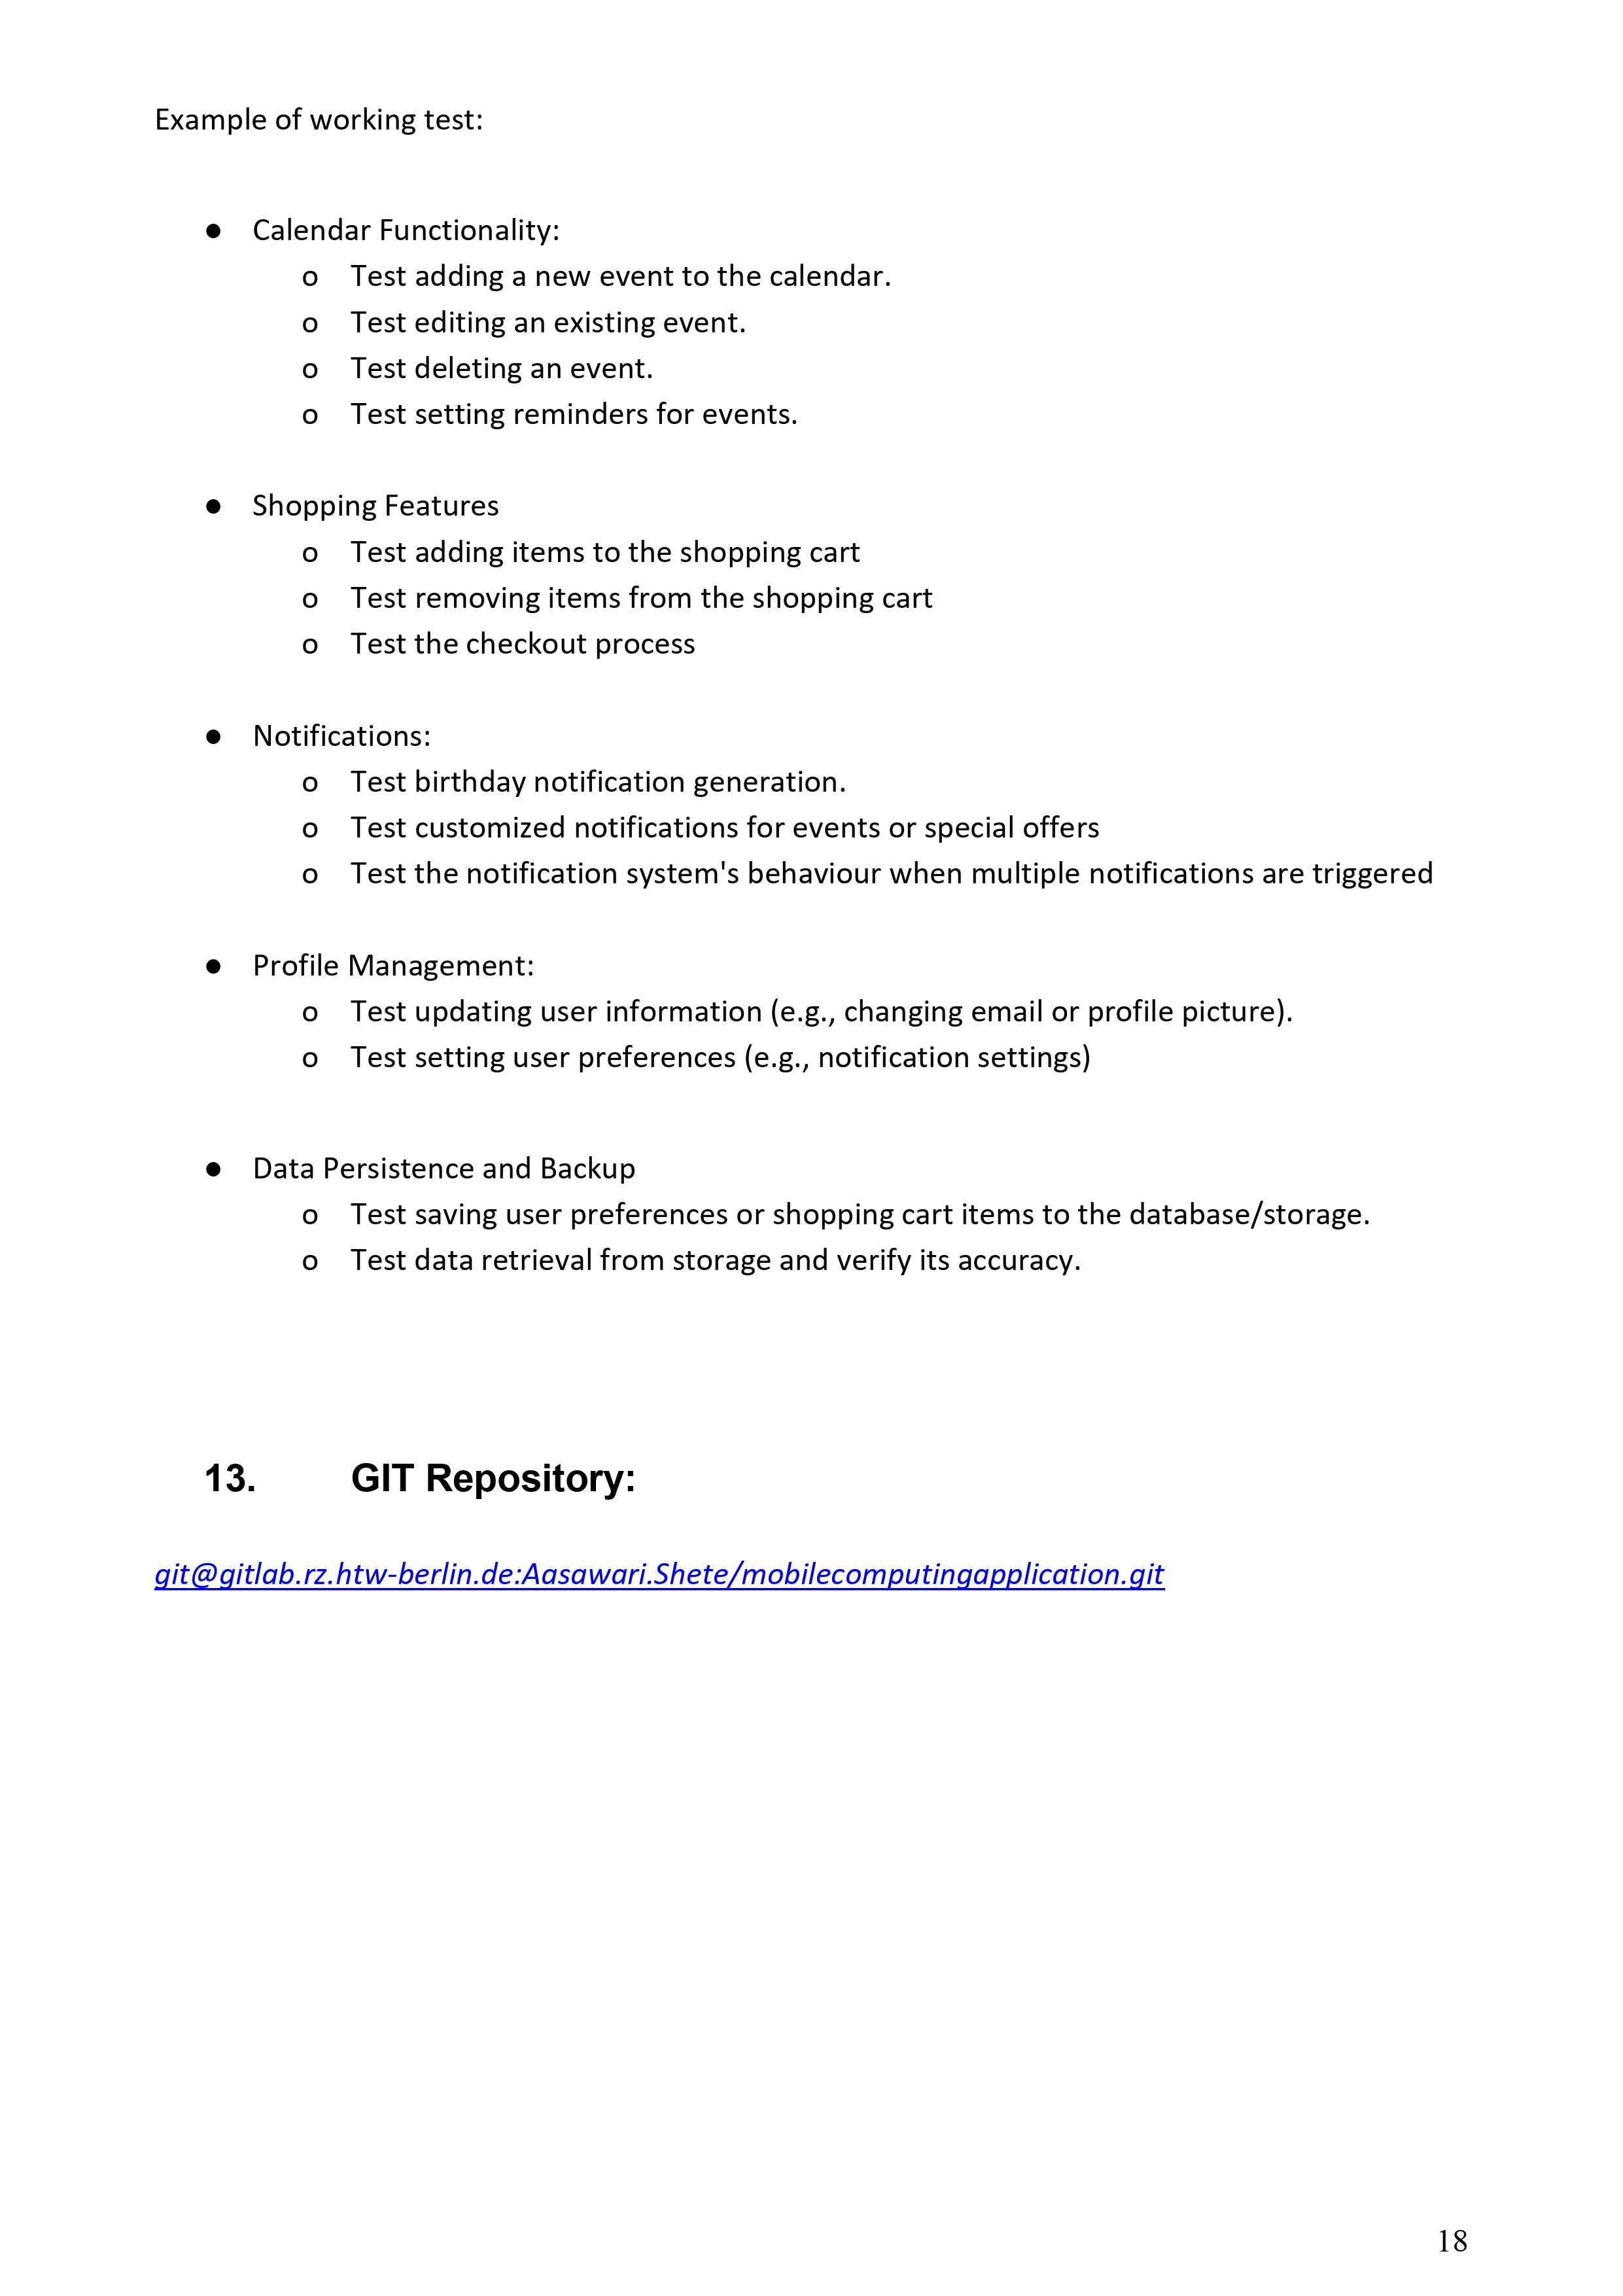 Example of working test:
● Calendar Functionality:
o Test adding a new event to the calendar.
o Test editing an existing event.
o Test deleting an event.
o Test setting reminders for events.
● Shopping Features
o Test adding items to the shopping cart
o Test removing items from the shopping cart
o Test the checkout process
● Notifications:
o Test birthday notification generation.
o Test customized notifications for events or special offers
o Test the notification system's behaviour when multiple notifications are triggered
● Profile Management:
o Test updating user information (e.g., changing email or profile picture).
o Test setting user preferences (e.g., notification settings)
● Data Persistence and Backup
o Test saving user preferences or shopping cart items to the database/storage.
o Test data retrieval from storage and verify its accuracy.
13. GIT Repository:
git@gitlab.rz.htw-berlin.de:Aasawari.Shete/mobilecomputingapplication.git
18